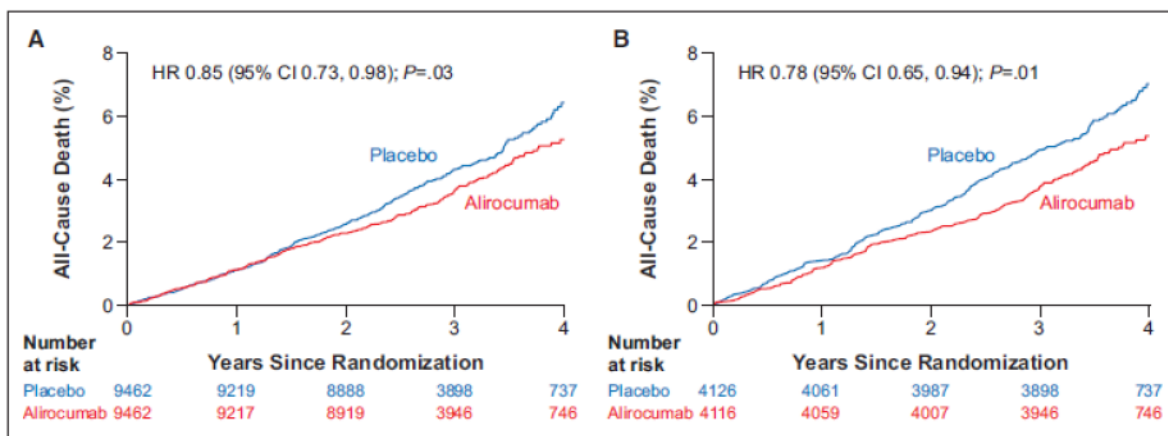 A
HR 0.85 (95% CI 0.73, 0.98); P=.03
All-Cause Death (%)
8
6
4
2
0
Placebo
Alirocumab
0 1 2 3 4
Years Since Randomization
Number
at risk
Placebo 9462 9219 8888 3898 737
Alirocumab 9462 9217 8919 3946 746
B
HR 0.78 (95% CI 0.65, 0.94); P=.01
All-Cause Death (%)
8
6
4
2
0
Placebo
Alirocumab
0 1 2 3 4
Years Since Randomization
Number
at risk
Placebo 4126 4061 3987 3898 737
Alirocumab 4116 4059 4007 3946 746